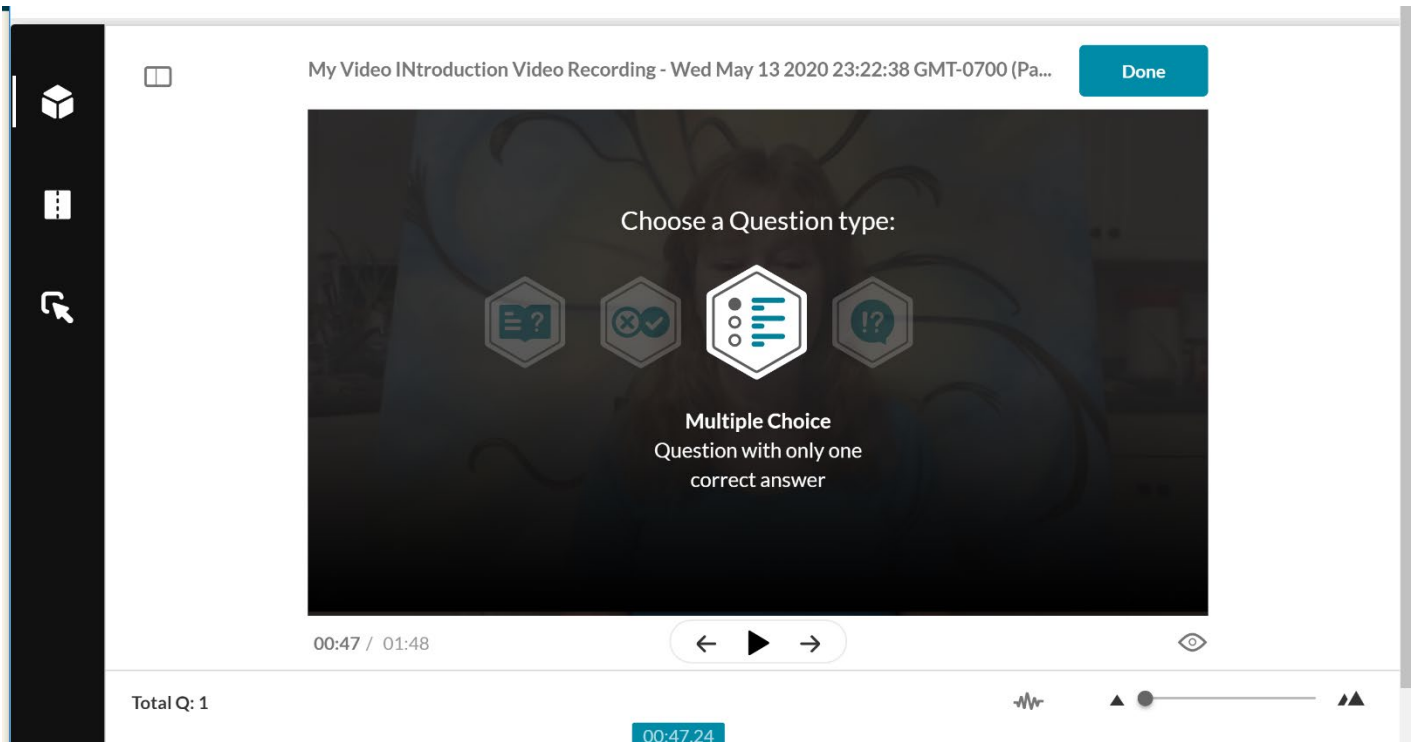 My Video INtroduction Video Recording - Wed May 13 2020 23:22:38 GMT-0700 (Pa...
Done
Choose a Question type:
?
!?
Multiple Choice
Question with only one
correct answer
00:47 / 01:48
Total Q: 1
00:47.24